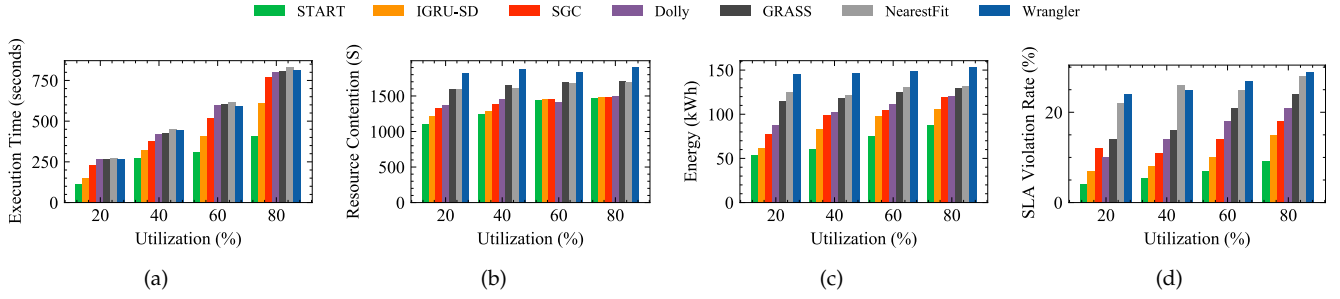 START IGRU-SD SGC Dolly GRASS NearestFit Wrangler
Execution Time (seconds)
750
500
250
0
20 40 60 80
Utilization (%)
(a)
Resource Contention (S)
1500
1000
500
0
20 40 60 80
Utilization (%)
(b)
Energy (kWh)
150
100
50
0
20 40 60 80
Utilization (%)
(c)
SLA Violation Rate (%)
20
0
20 40 60 80
Utilization (%)
(d)